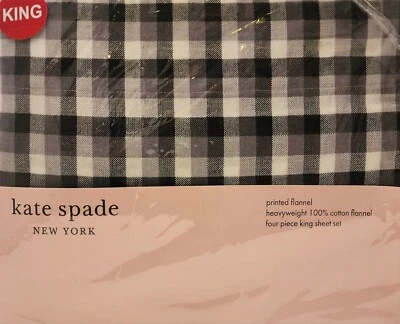 KING
kate spade
NEW YORK
printed flannel
heavyweight 100% cotton flannel
four piece king sheet set